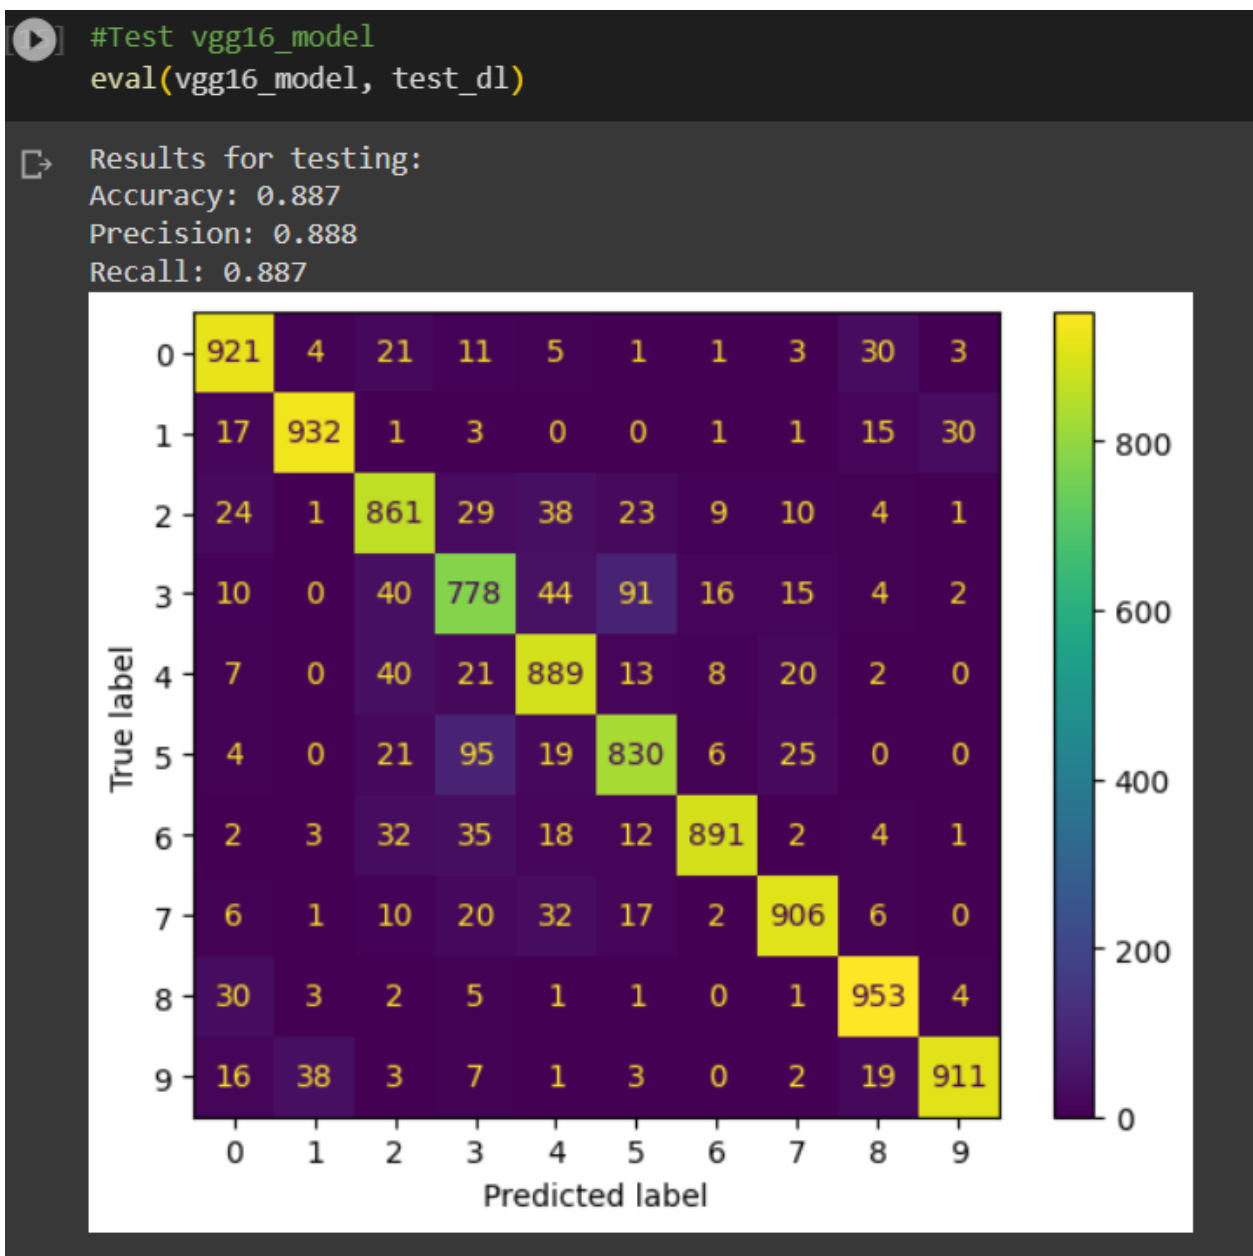 #Test vgg16_model
eval(vgg16_model, test_dl)
Results for testing:
Accuracy: 0.887
Precision: 0.888
Recall: 0.887
0 921 4 21 11 5 1 1 3 30 3
1 17 932 1 3 0 0 1 1 15 30
2 24 1 861 29 38 23 9 10 4 1
3 10 0 40 778 44 91 16 15 4 2
4 7 0 40 21 889 13 8 20 2 0
5 4 0 21 95 19 830 6 25 0 0
6 2 3 32 35 18 12 891 2 4 1
7 6 1 10 20 32 17 2 906 6 0
8 30 3 2 5 1 1 0 1 953 4
9 16 38 3 7 1 3 0 2 19 911
0 1 2 3 4 5 6 7 8 9
Predicted label
True label
800
600
400
200
0